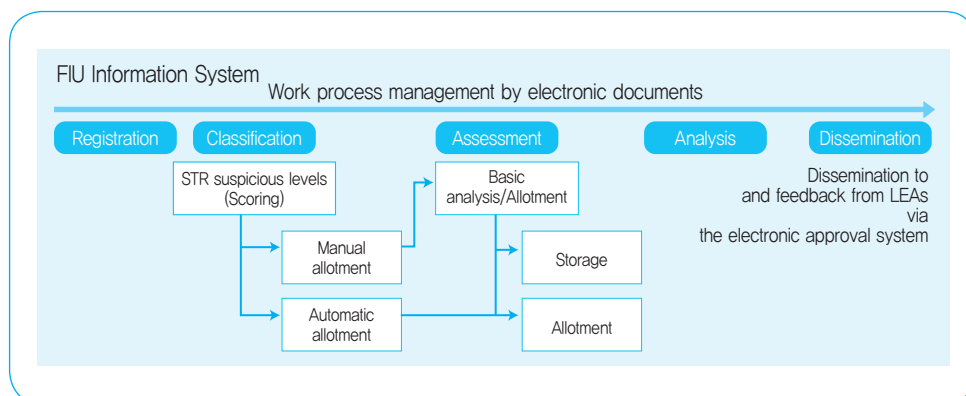 FIU Information System
Work process management by electronic documents
Registration
Classification
Assessment
Analysis
Dissemination
STR suspicious levels
(Scoring)
Basic
analysis/Allotment
Dissemination to
and feedback from LEAs
via
the electronic approval system
Manual
allotment
Storage
Automatic
allotment
Allotment